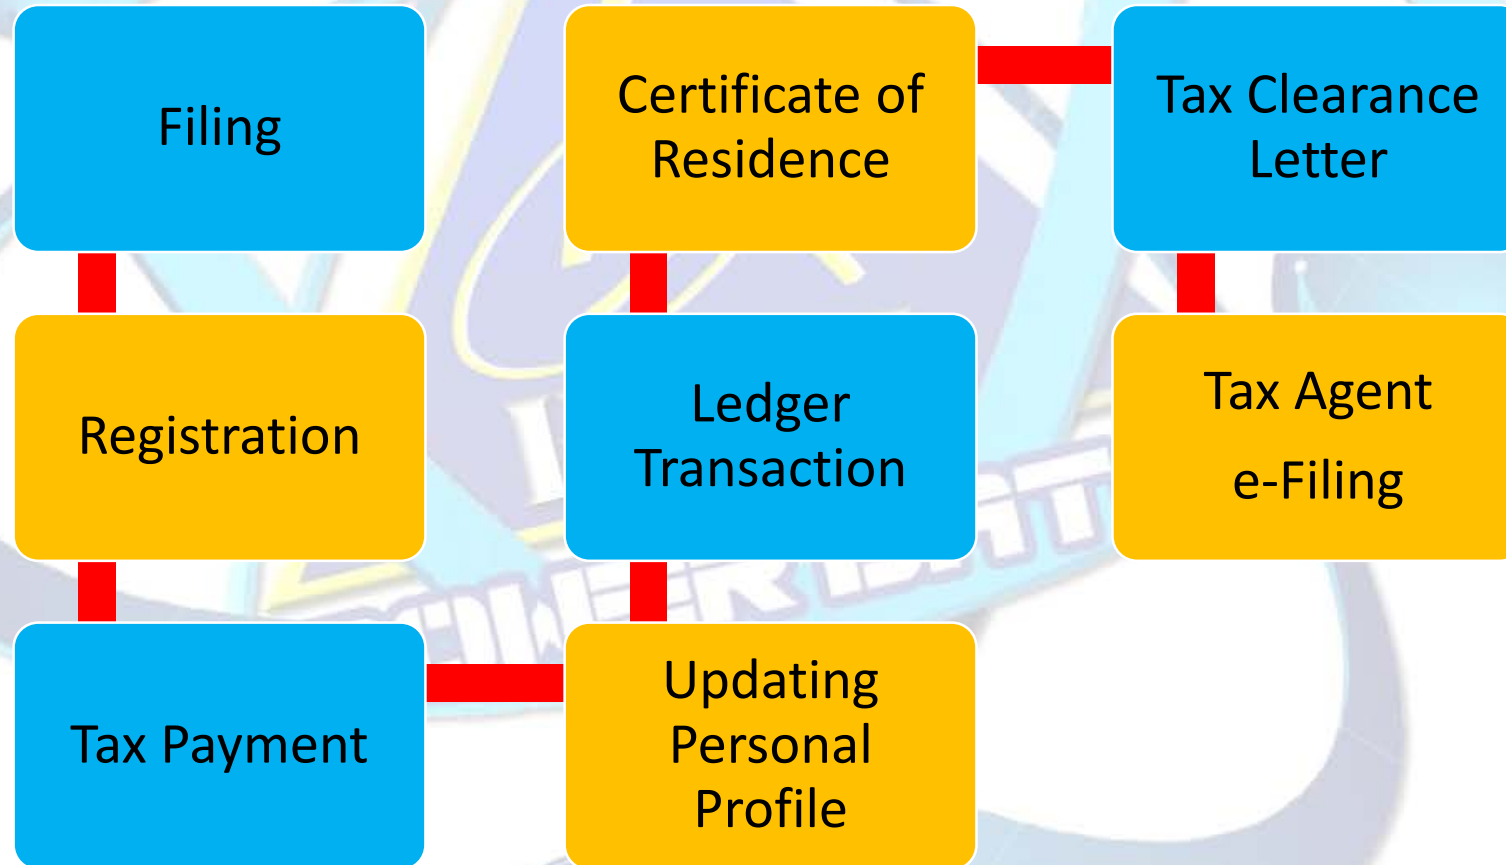 Filing
Registration
Tax Payment
Updating
Personal
Profile
Ledger
Transaction
Certificate of
Residence
Tax Clearance
Letter
Tax Agent
e-Filing